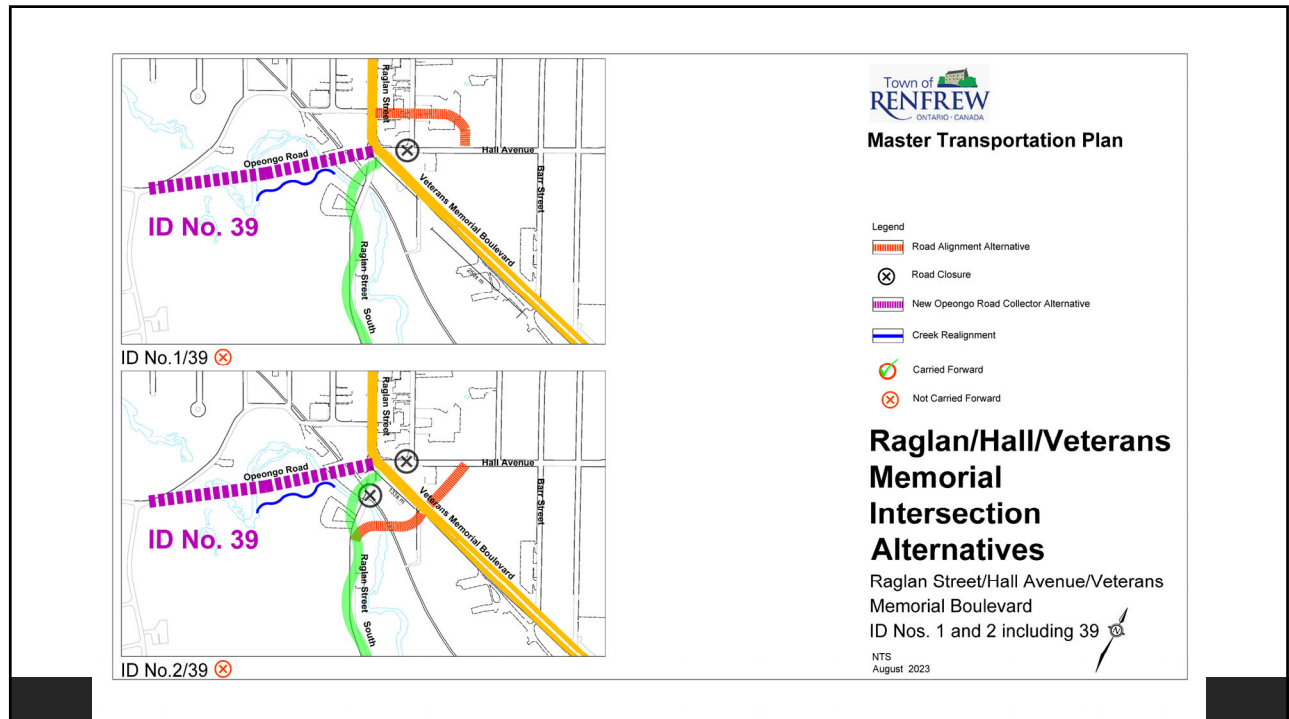 Raglan Street
Opeongo Road
Hall Avenue
Barr Street
Veterans Memorial Boulevard
ID No. 39
Raglan Street South
ID No.1/39
Raglan Street
Opeongo Road
Hall Avenue
Barr Street
Veterans Memorial Boulevard
ID No. 39
Raglan Street South
ID No.2/39
Town of
RENFREW
ONTARIO · CANADA
Master Transportation Plan
Legend
Road Alignment Alternative
Road Closure
New Opeongo Road Collector Alternative
Creek Realignment
Carried Forward
Not Carried Forward
Raglan/Hall/Veterans
Memorial
Intersection
Alternatives
Raglan Street/Hall Avenue/Veterans
Memorial Boulevard
ID Nos. 1 and 2 including 39
N
NTS
August 2023